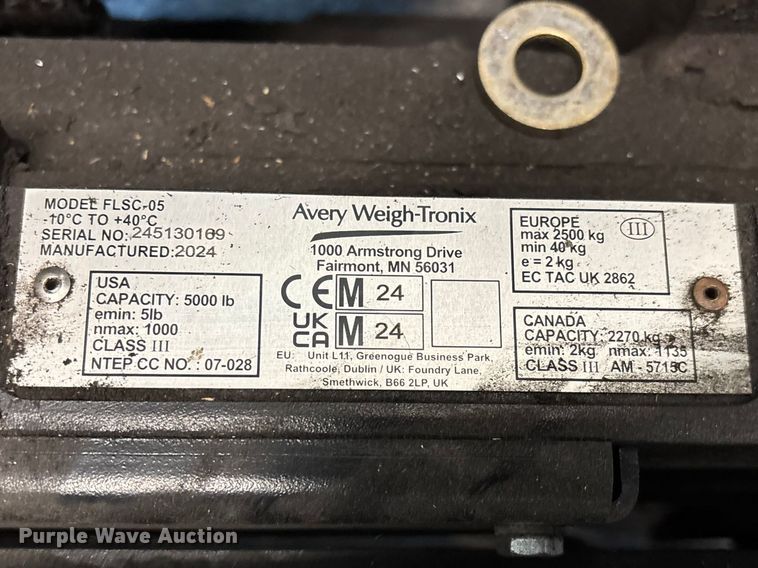 MODEL FLSC-05
-10°C TO +40°C
SERIAL NO: 245130109
MANUFACTURED: 2024
USA
CAPACITY: 5000 lb
emin: 5lb
nmax: 1000
CLASS III
NTEP CC NO. : 07-028
Avery Weigh-Tronix
1000 Armstrong Drive
Fairmont, MN 56031
CE M 24
UK CA M 24
EU: Unit L11, Greenogue Business Park,
Rathcoole, Dublin / UK: Foundry Lane,
Smethwick, B66 2LP, UK
EUROPE III
max 2500 kg
min 40 kg
e = 2 kg
EC TAC UK 2862
CANADA
CAPACITY: 2270 kg
emin: 2kg nmax: 1135
CLASS III AM - 5715C
Purple Wave Auction